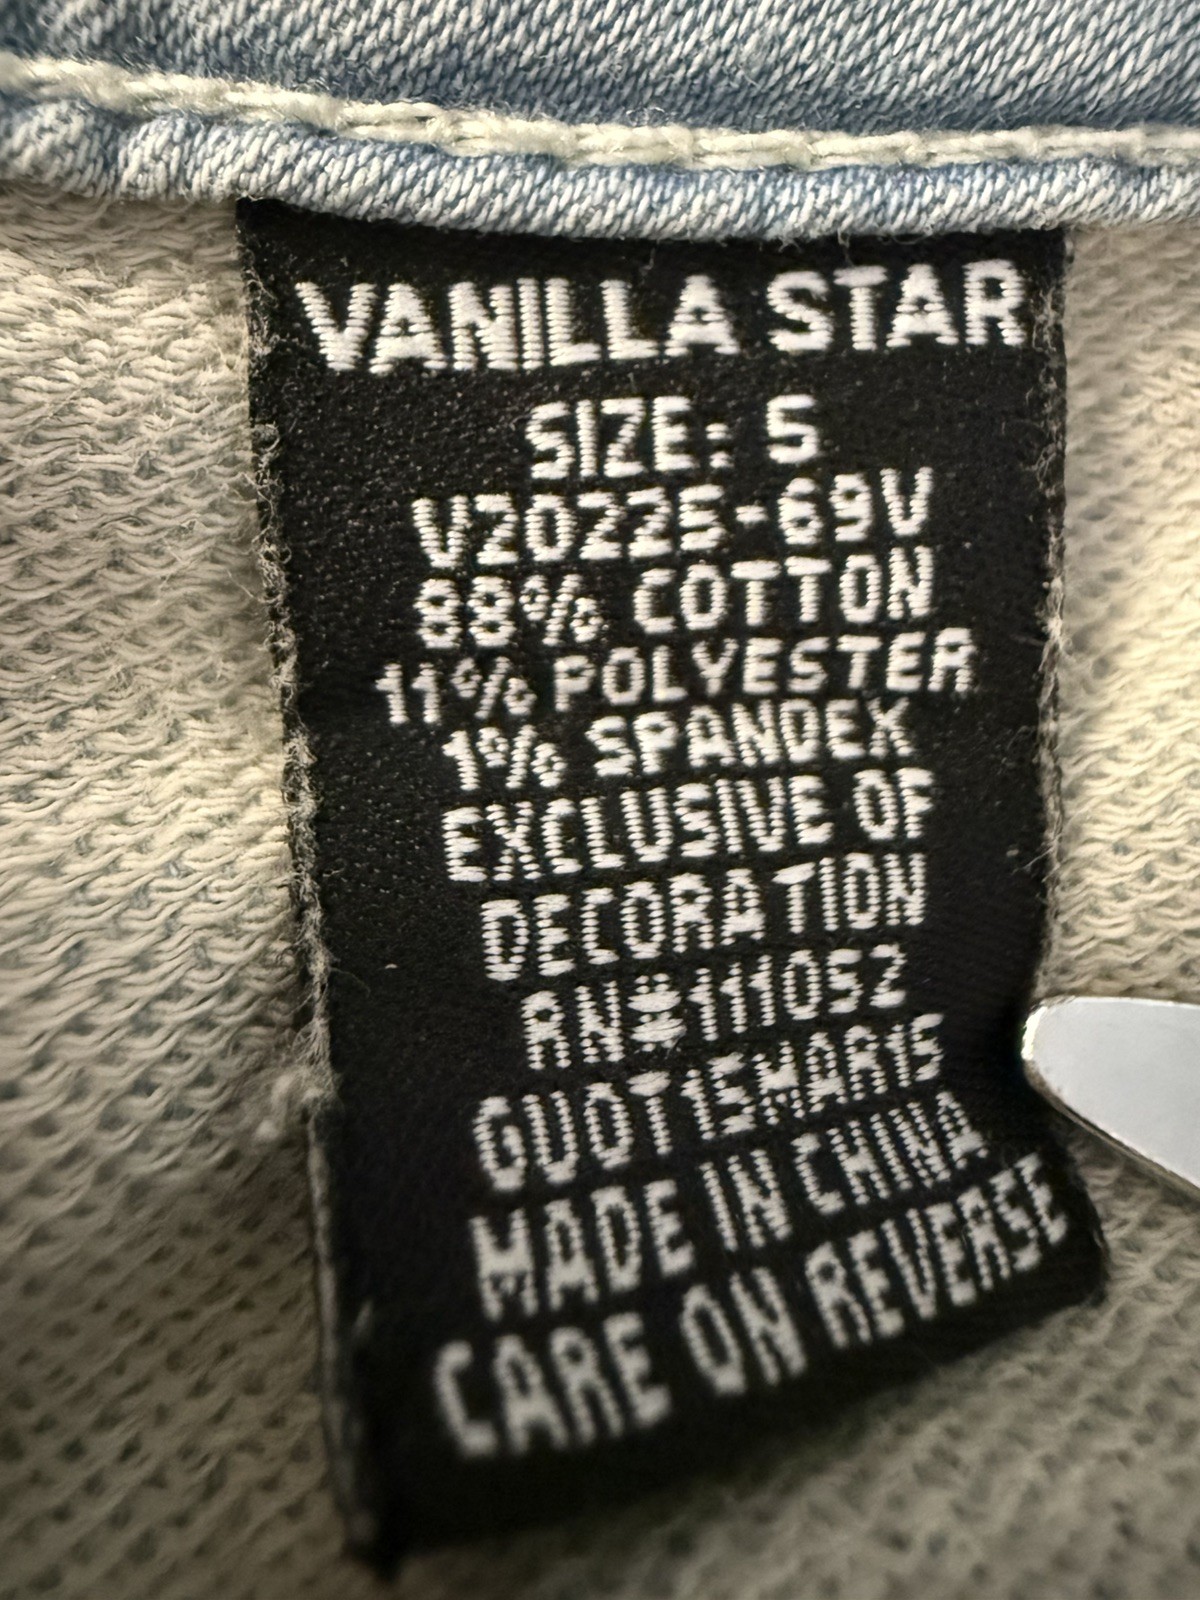 VANILLA STAR
SIZE: S
V20225-69V
88% COTTON
11% POLYESTER
1% SPANDEX
EXCLUSIVE OF
DECORATION
RN#111052
GUOT15MAR15
MADE IN CHINA
CARE ON REVERSE